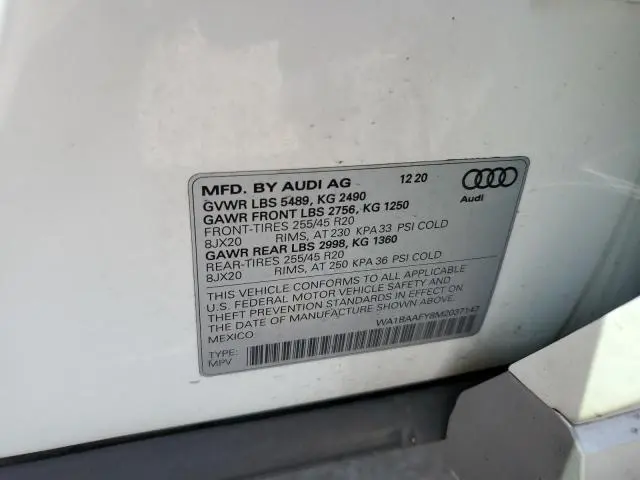 MFD. BY AUDI AG 12 20
GVWR LBS 5489, KG 2490
GAWR FRONT LBS 2756, KG 1250
FRONT-TIRES 255/45 R20
8JX20 RIMS, AT 230 KPA 33 PSI COLD
GAWR REAR LBS 2998, KG 1360
REAR-TIRES 255/45 R20
8JX20 RIMS, AT 250 KPA 36 PSI COLD
Audi
THIS VEHICLE CONFORMS TO ALL APPLICABLE
U.S. FEDERAL MOTOR VEHICLE SAFETY AND
THEFT PREVENTION STANDARDS IN EFFECT ON
THE DATE OF MANUFACTURE SHOWN ABOVE.
MEXICO
WA1BAAFY8M2037147
TYPE:
MPV